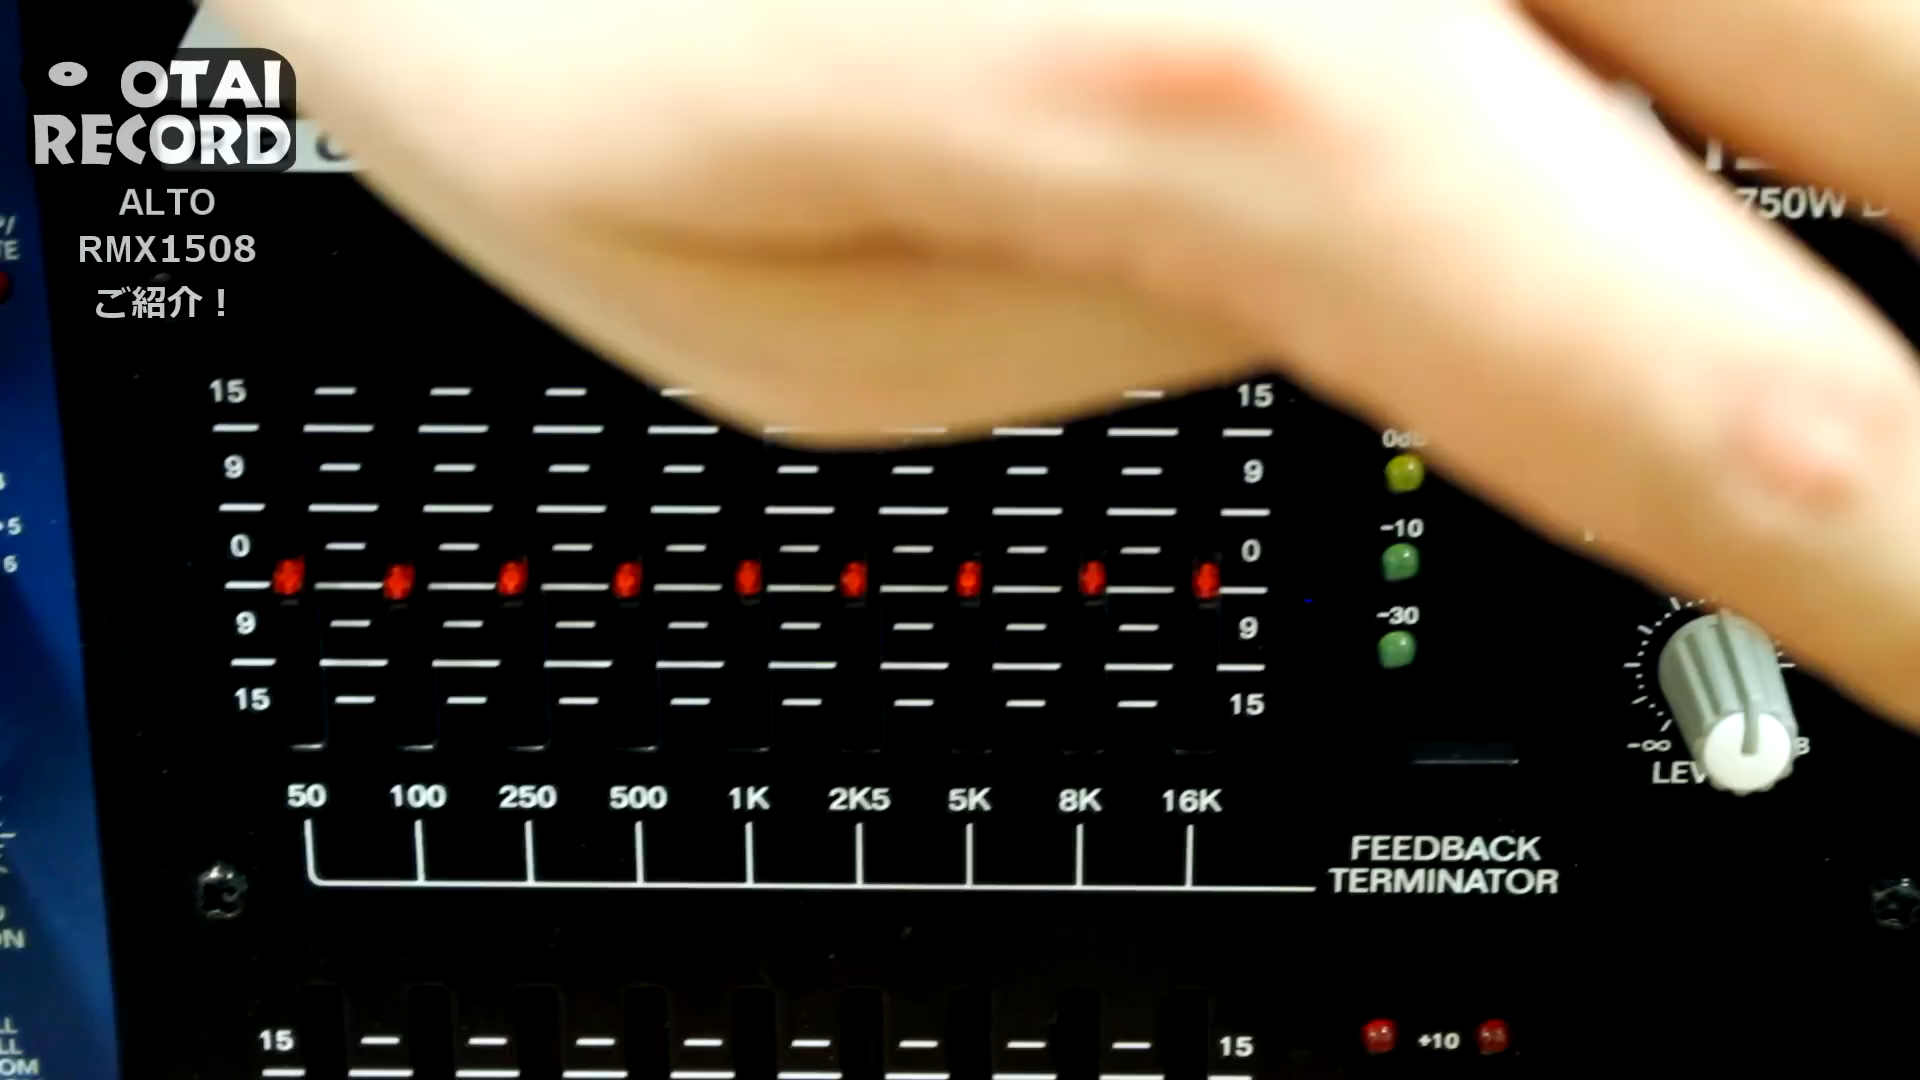 OTAI
RECORD
ALTO
RMX1508
ご紹介！
750W
15 15
9 9
0 0
9 9
15 15
0dB
-10
-30
-∞
50 100 250 500 1K 2K5 5K 8K 16K
FEEDBACK
TERMINATOR
15 15
+10